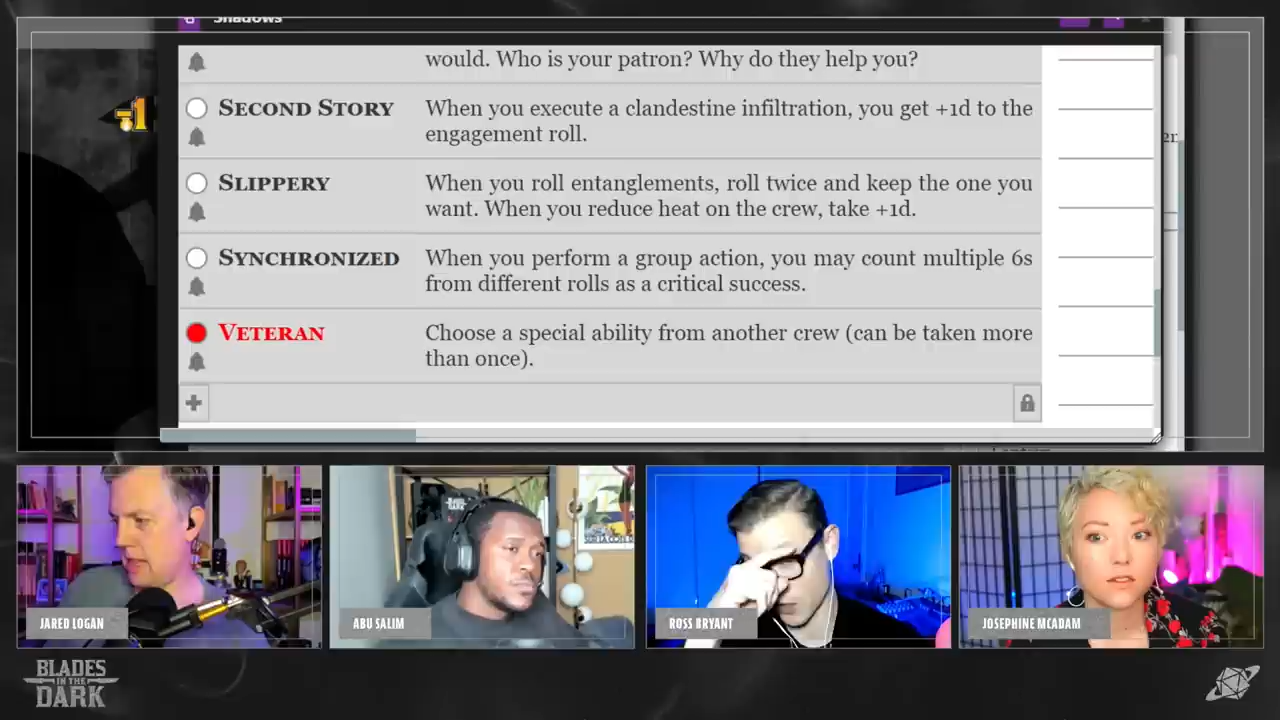 Shadows
would. Who is your patron? Why do they help you?
+1
SECOND STORY
When you execute a clandestine infiltration, you get +1d to the
engagement roll.
SLIPPERY
When you roll entanglements, roll twice and keep the one you
want. When you reduce heat on the crew, take +1d.
SYNCHRONIZED
When you perform a group action, you may count multiple 6s
from different rolls as a critical success.
VETERAN
Choose a special ability from another crew (can be taken more
than once).
JARED LOGAN
ABU SALIM
ROSS BRYANT
JOSEPHINE MCADAM
BLADES
IN THE
DARK